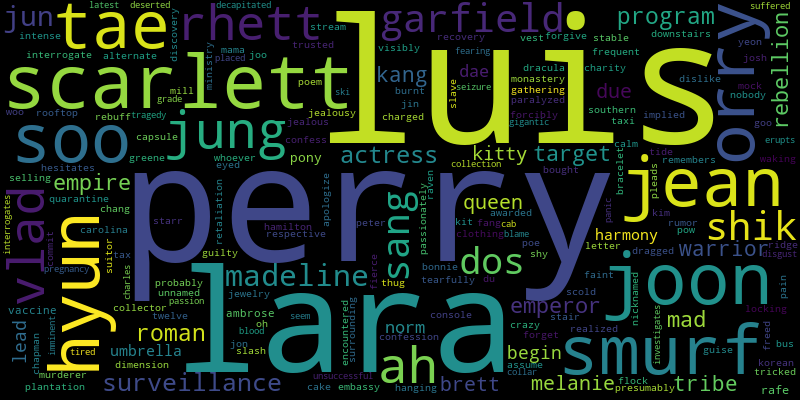 latest deserted decapitated suffered
jun tae rhett garfield program
intense stream vest forgive stable downstairs
interrogate alternate discovery mama joo trusted visibly recovery frequent yeon
scarlett luis orry rebellion
ministry placed fearing dracula charity dislike josh
kang dae monastery due nobody mock
mill poem ski burnt slave seizure gathering paralyzed
grade jin forcibly southern implied
woo rooftop rebuff tragedy jealousy charged gigantic taxi goo
soo jung jealous calm tide erupts
capsule confess actress kitty target remembers waking
hesitates greene whoever pony collection bracelet
selling empire eyed perry bought pleads jean
quarantine apologize raven queen
interrogates vlad chang retaliation passionately kit awarded kim rumor shik
carolina starr hamilton peter sang fang cab panic pow
hyun suitor respective clothing blame harmony
guilty poe letter dragged warrior ridge
commit tax fierce bonnie shy dos disgust
pregnancy charles probably madeline tearfully du faint joon
unnamed thug scold nicknamed pain
vaccine collector passion jewelry lara emperor locking
twelve ambrose encountered surrounding console stair
lead roman oh seem norm crazy realized mad freed
imminent blood confession forget smurf investigates
chapman umbrella joo begin guise bus
tired slash ah assume korean
murderer dimension unsuccessful collar tricked
plantation surveillance cake embassy hanging brett melanie flock presumably tribe rafe